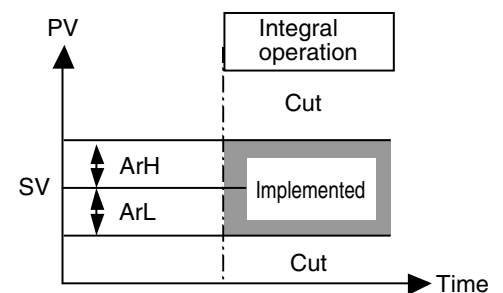 PV
Integral
operation
Cut
ArH
SV
Implemented
ArL
Cut
Time